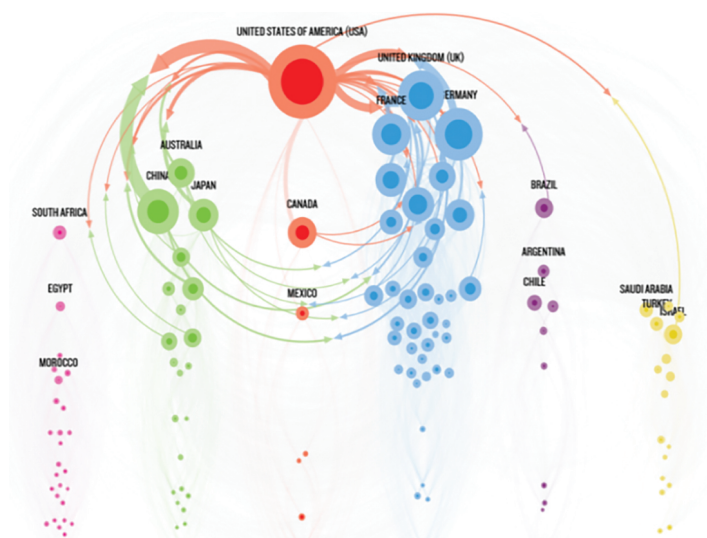 UNITED STATES OF AMERICA (USA)
UNITED KINGDOM (UK)
FRANCE
ERMANY
AUSTRALIA
CHINA
JAPAN
BRAZIL
SOUTH AFRICA
CANADA
ARGENTINA
EGYPT
MEXICO
CHILE
SAUDI ARABIA
TURKEY
ISRAEL
MOROCCO